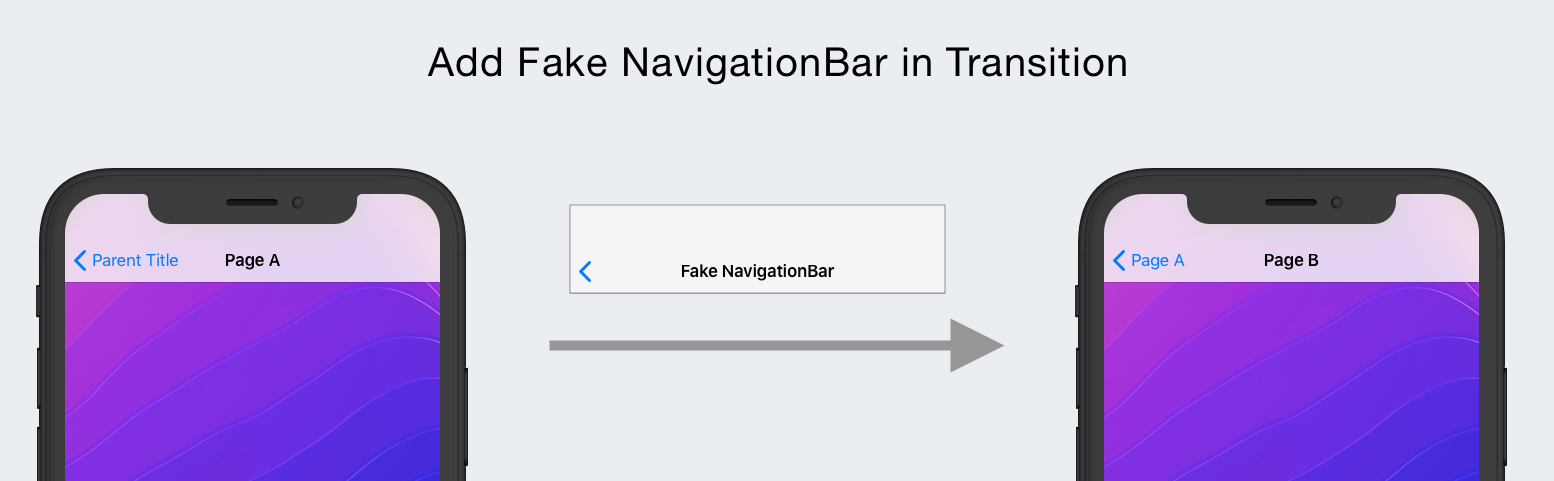 Add Fake NavigationBar in Transition
Parent Title Page A
Fake NavigationBar
Page A Page B